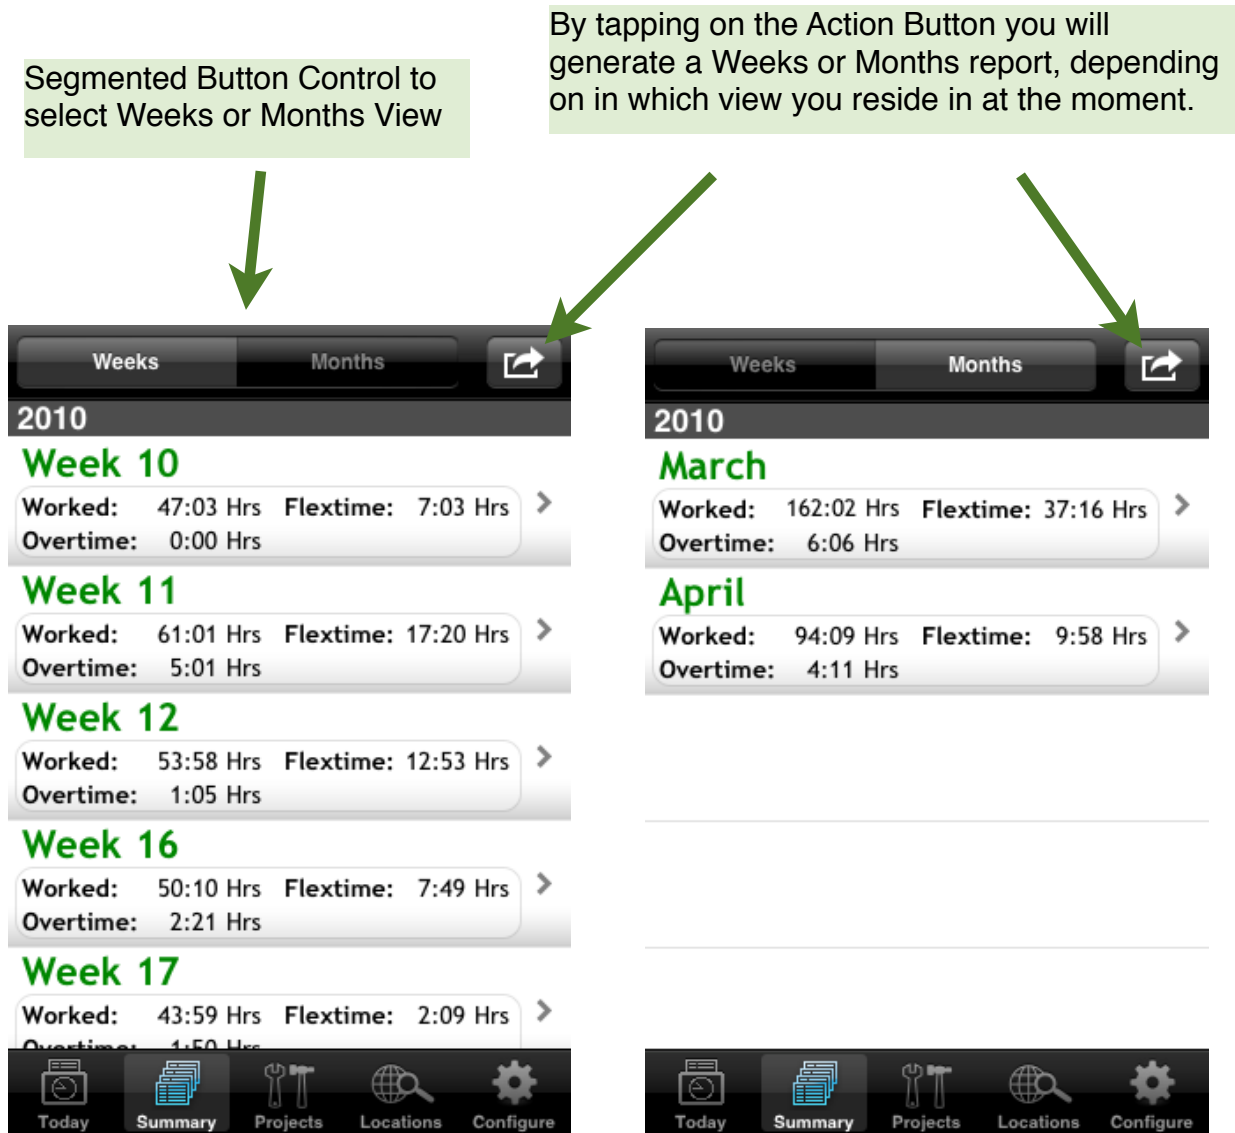 Segmented Button Control to
select Weeks or Months View
By tapping on the Action Button you will
generate a Weeks or Months report, depending
on in which view you reside in at the moment.
Weeks Months
2010
Week 10
Worked: 47:03 Hrs Flextime: 7:03 Hrs
Overtime: 0:00 Hrs
Week 11
Worked: 61:01 Hrs Flextime: 17:20 Hrs
Overtime: 5:01 Hrs
Week 12
Worked: 53:58 Hrs Flextime: 12:53 Hrs
Overtime: 1:05 Hrs
Week 16
Worked: 50:10 Hrs Flextime: 7:49 Hrs
Overtime: 2:21 Hrs
Week 17
Worked: 43:59 Hrs Flextime: 2:09 Hrs
Overtime: 1:50 Hrs
Today Summary Projects Locations Configure
Weeks Months
2010
March
Worked: 162:02 Hrs Flextime: 37:16 Hrs
Overtime: 6:06 Hrs
April
Worked: 94:09 Hrs Flextime: 9:58 Hrs
Overtime: 4:11 Hrs
Today Summary Projects Locations Configure